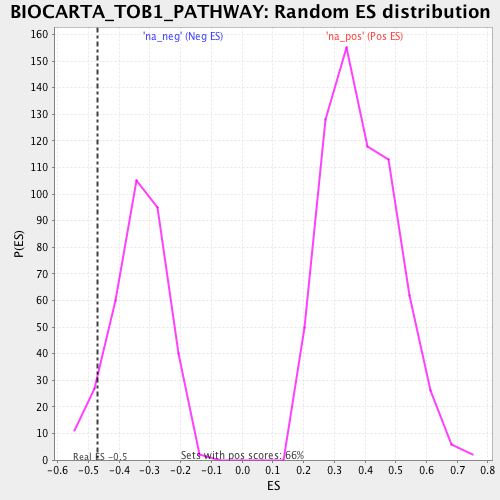 BIOCARTA_TOB1_PATHWAY: Random ES distribution
'na_neg' (Neg ES) 'na_pos' (Pos ES)
160
150
140
130
120
110
100
90
80
70
60
50
40
30
20
10
0
P(ES)
Real ES -0,5 Sets with pos scores: 66%
-0.6 -0.5 -0.4 -0.3 -0.2 -0.1 0.0 0.1 0.2 0.3 0.4 0.5 0.6 0.7 0.8
ES